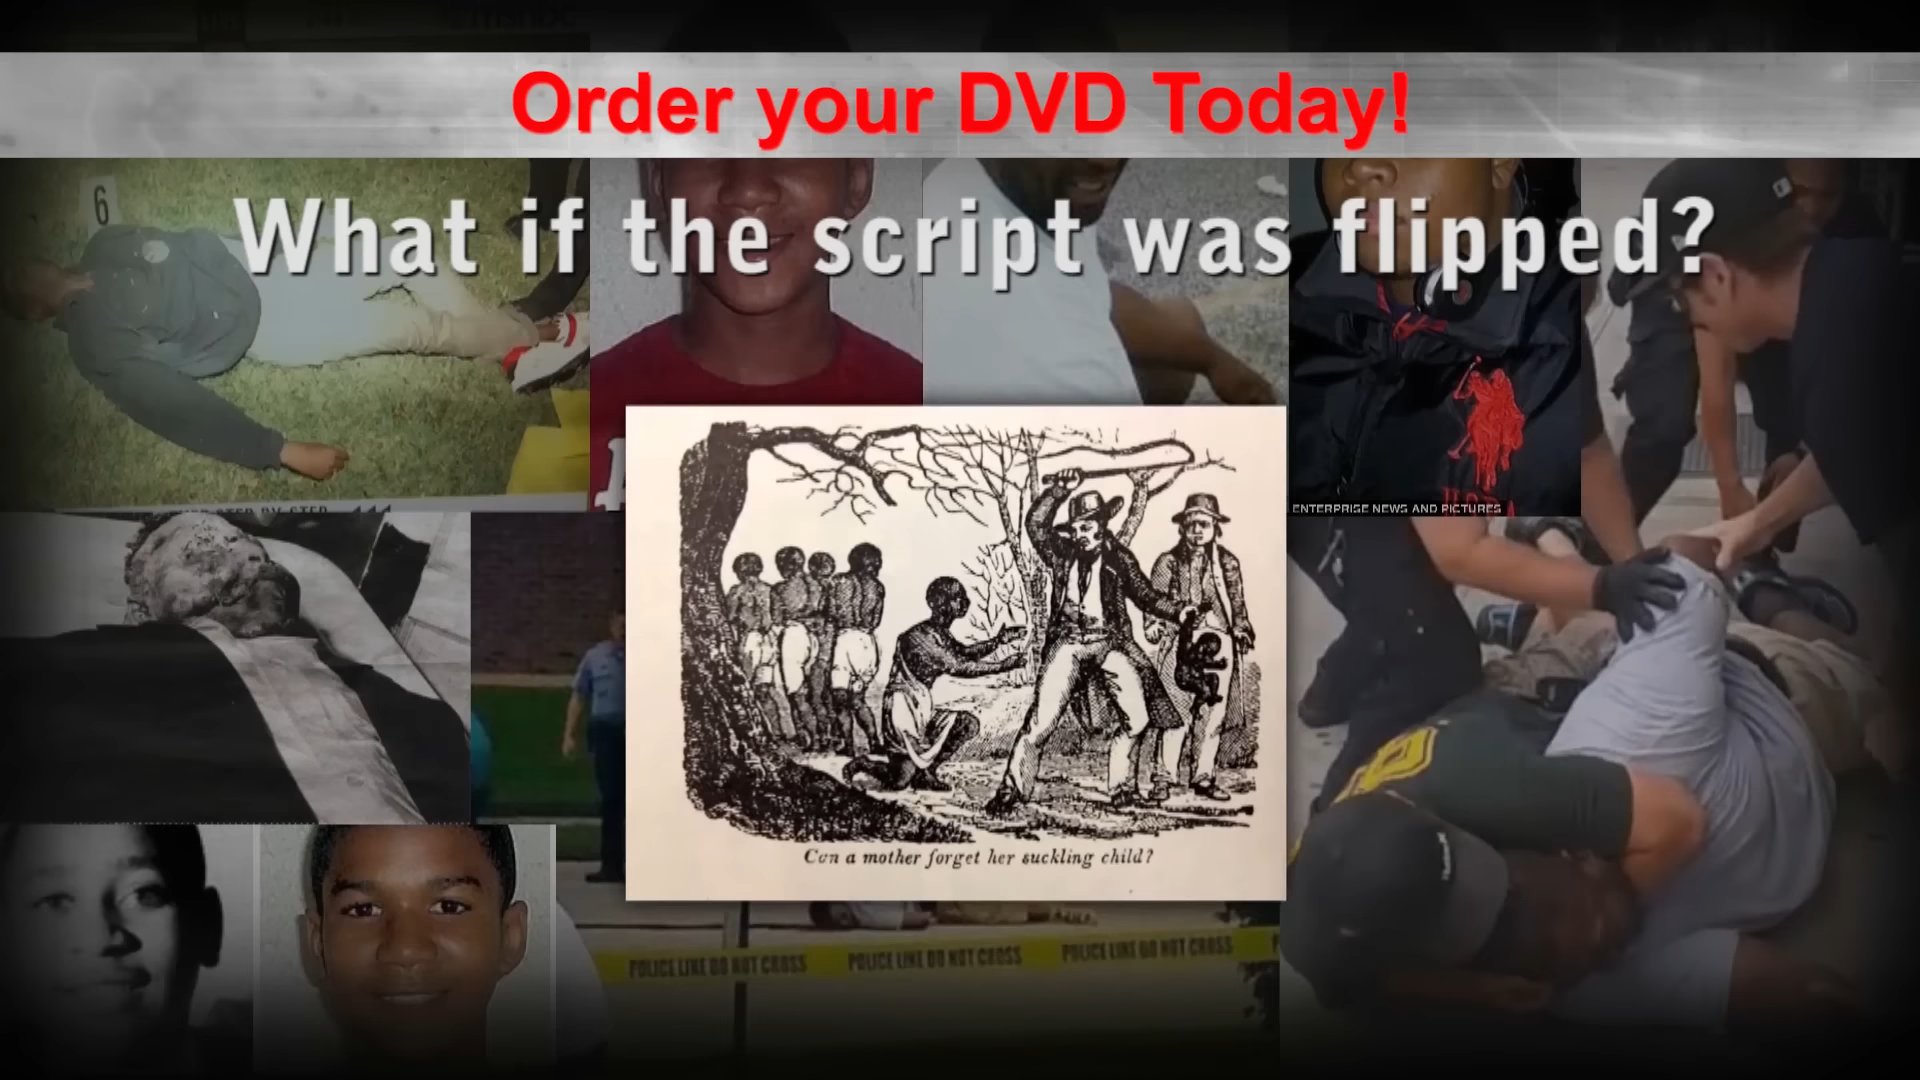 Order your DVD Today!
What if the script was flipped?
6
ENTERPRISE NEWS AND PICTURES
Can a mother forget her suckling child?
POLICE LINE DO NOT CROSS POLICE LINE DO NOT CROSS POLICE LINE DO NOT CROSS